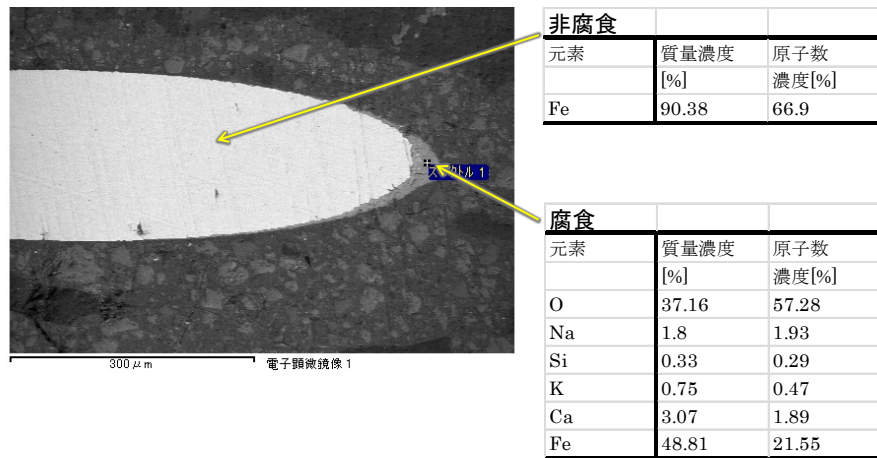 非腐食
元素 質量濃度 原子数
[%] 濃度[%]
Fe 90.38 66.9
スペクトル 1
腐食
元素 質量濃度 原子数
[%] 濃度[%]
O 37.16 57.28
Na 1.8 1.93
Si 0.33 0.29
K 0.75 0.47
Ca 3.07 1.89
Fe 48.81 21.55
300μm 電子顕微鏡像 1